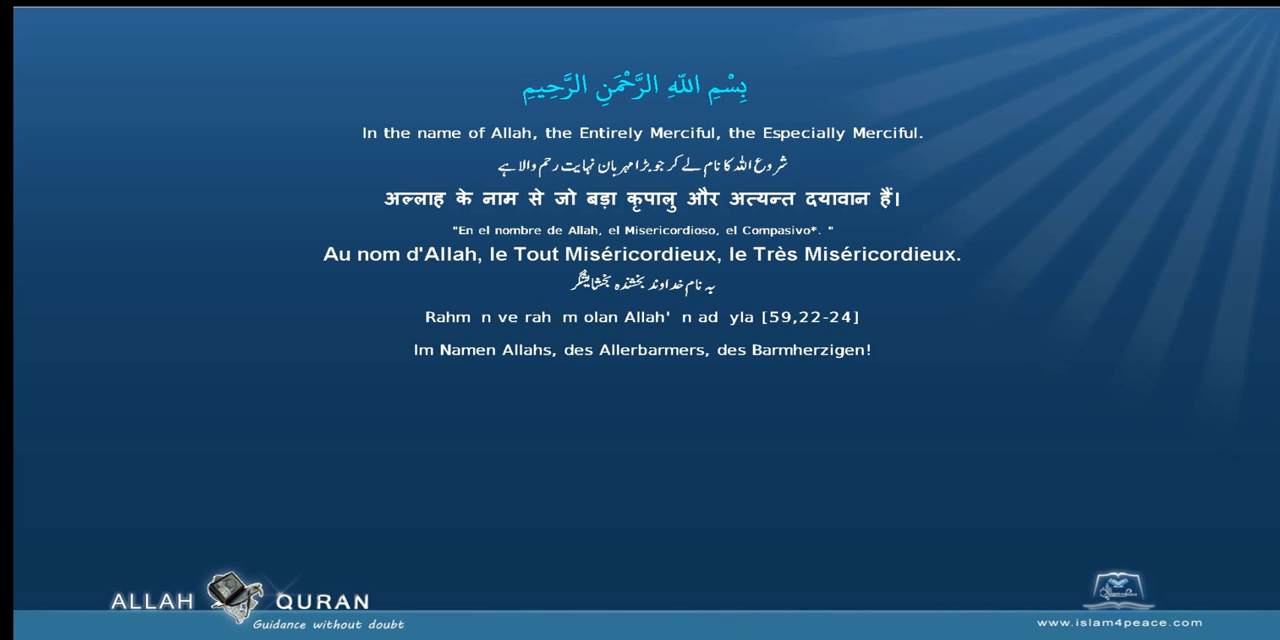 بِسْمِ اللَّهِ الرَّحْمَنِ الرَّحِيمِ
In the name of Allah, the Entirely Merciful, the Especially Merciful.
شروع اللہ کا نام لے کر جو بڑا مہربان نہایت رحم والا ہے
अल्लाह के नाम से जो बड़ा कृपालु और अत्यन्त दयावान हैं।
"En el nombre de Allah, el Misericordioso, el Compasivo*. "
Au nom d'Allah, le Tout Miséricordieux, le Très Miséricordieux.
به نام خداوند بخشنده بخشایشگر
Rahm n ve rah m olan Allah' n ad yla [59,22-24]
Im Namen Allahs, des Allerbarmers, des Barmherzigen!
ALLAH QURAN
Guidance without doubt
www.islam4peace.com